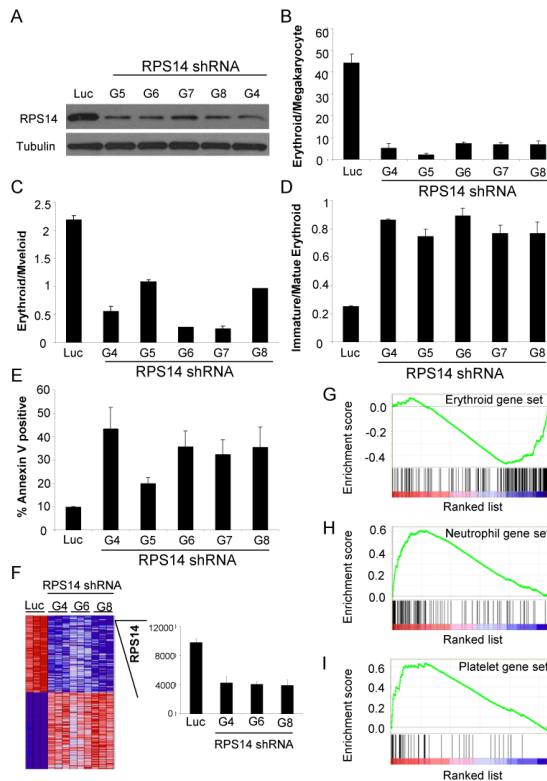 A
RPS14 shRNA
Luc G5 G6 G7 G8 G4
RPS14
Tubulin
B
Erythroid/Megakaryocyte
60
50
40
30
20
10
0
Luc G4 G5 G6 G7 G8
RPS14 shRNA
C
Erythroid/Mveloid
2.5
2
1.5
1
0.5
0
Luc G4 G5 G6 G7 G8
RPS14 shRNA
D
Immature/Matue Erythroid
1
0.8
0.6
0.4
0.2
0
Luc G4 G5 G6 G7 G8
RPS14 shRNA
E
% Annexin V positive
60
50
40
30
20
10
0
Luc G4 G5 G6 G7 G8
RPS14 shRNA
F
RPS14 shRNA
Luc G4 G6 G8
RPS14
12000
8000
4000
0
Luc G4 G6 G8
RPS14 shRNA
G
Erythroid gene set
Enrichment score
0.0
-0.2
-0.4
Ranked list
H
Neutrophil gene set
Enrichment score
0.6
0.4
0.2
0.0
Ranked list
I
Platelet gene set
Enrichment score
0.6
0.4
0.2
0.0
Ranked list